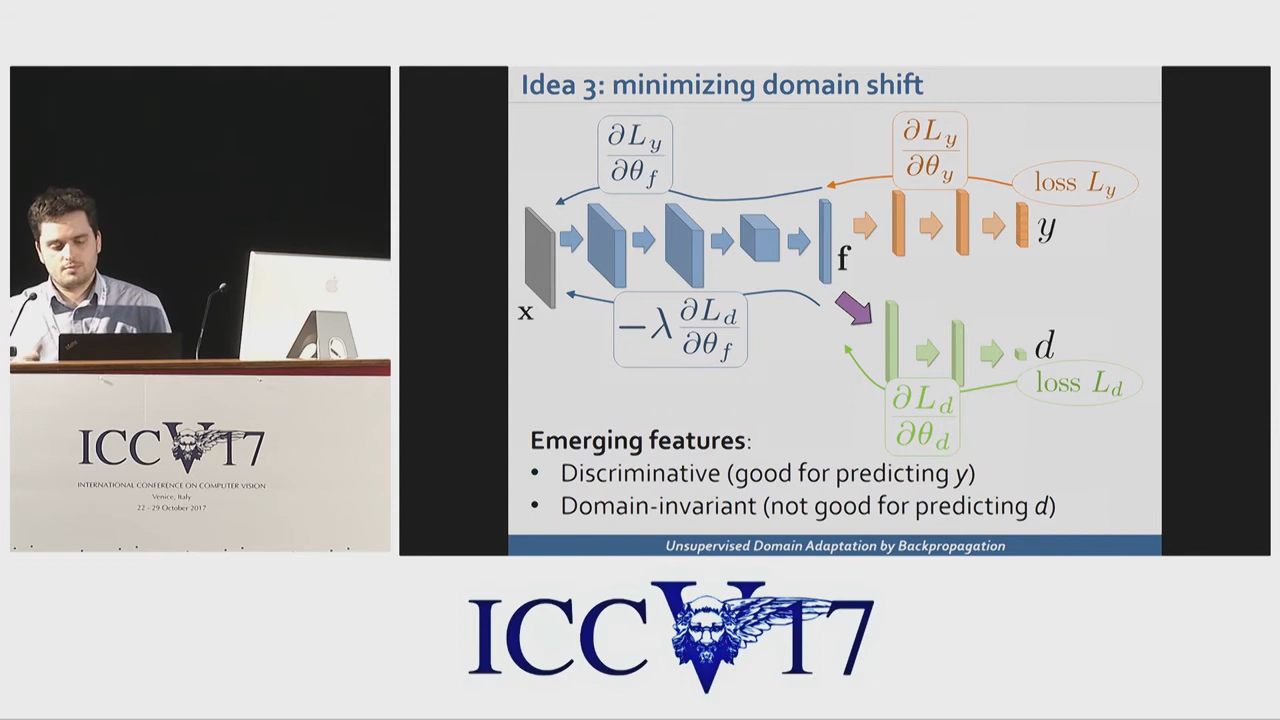 Idea 3: minimizing domain shift
∂L_y
∂θ_f
∂L_y
∂θ_y
loss L_y
y
f
x
−λ ∂L_d
∂θ_f
d
loss L_d
∂L_d
∂θ_d
Emerging features:
• Discriminative (good for predicting y)
• Domain-invariant (not good for predicting d)
Unsupervised Domain Adaptation by Backpropagation
ICCV17
INTERNATIONAL CONFERENCE ON COMPUTER VISION
Venice, Italy
22 - 29 October 2017
ICCV17